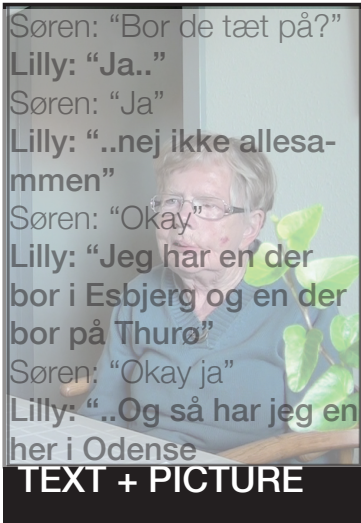 Søren: “Bor de tæt på?”
Lilly: “Ja..”
Søren: “Ja”
Lilly: “..nej ikke allesa-
mmen”
Søren: “Okay”
Lilly: “Jeg har en der
bor i Esbjerg og en der
bor på Thurø”
Søren: “Okay ja”
Lilly: “..Og så har jeg en
her i Odense
TEXT + PICTURE